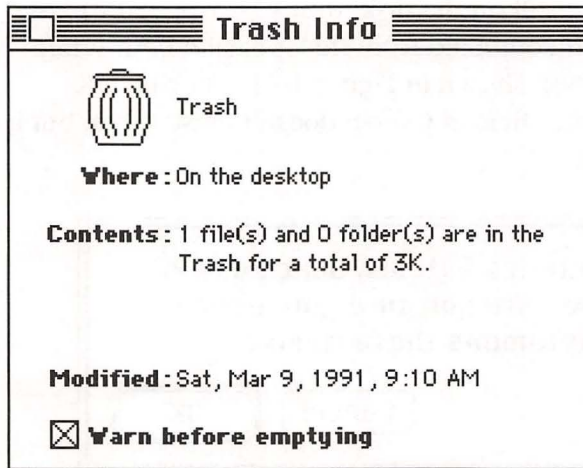 Trash Info
Trash
Where: On the desktop
Contents: 1 file(s) and 0 folder(s) are in the
Trash for a total of 3K.
Modified: Sat, Mar 9, 1991, 9:10 AM
Warn before emptying